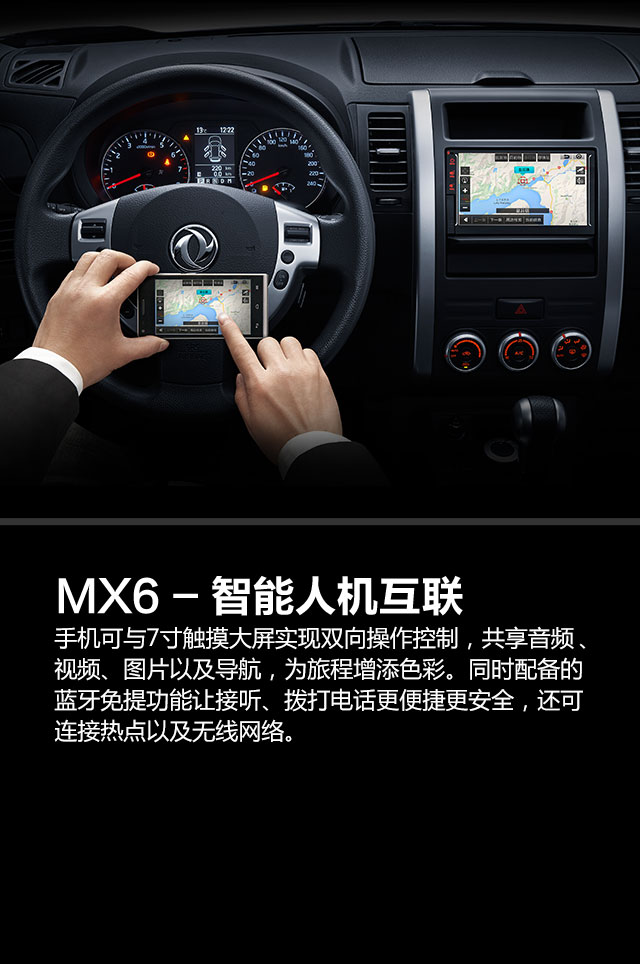 13℃ 12:22
MX6 – 智能人机互联
手机可与7寸触摸大屏实现双向操作控制，共享音频、
视频、图片以及导航，为旅程增添色彩。同时配备的
蓝牙免提功能让接听、拨打电话更便捷更安全，还可
连接热点以及无线网络。